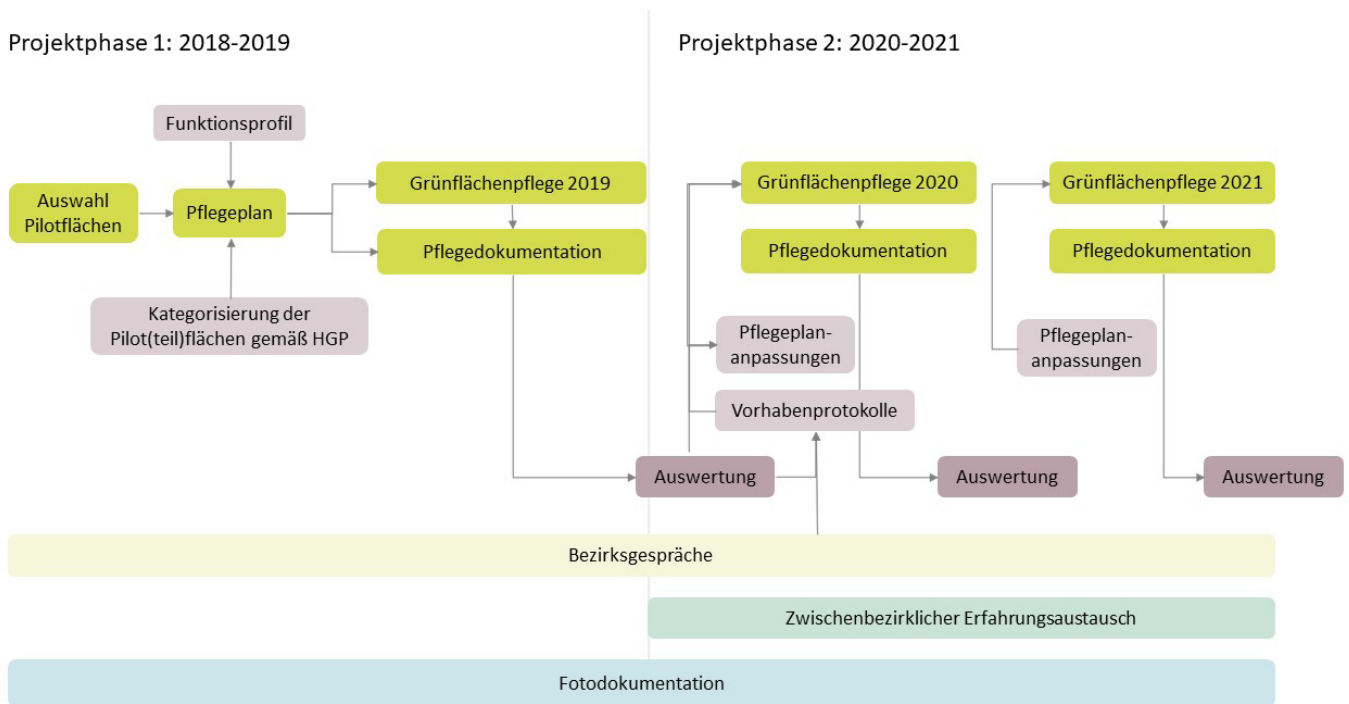 Projektphase 1: 2018-2019
Projektphase 2: 2020-2021
Funktionsprofil
Auswahl
Pilotflächen
Pflegeplan
Kategorisierung der
Pilot(teil)flächen gemäß HGP
Grünflächenpflege 2019
Pflegedokumentation
Grünflächenpflege 2020
Pflegedokumentation
Grünflächenpflege 2021
Pflegedokumentation
Pflegeplan-
anpassungen
Pflegeplan-
anpassungen
Vorhabenprotokolle
Auswertung
Auswertung
Auswertung
Bezirksgespräche
Zwischenbezirklicher Erfahrungsaustausch
Fotodokumentation